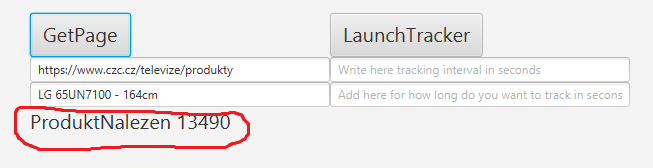 GetPage LaunchTracker
https://www.czc.cz/televize/produkty Write here tracking interval in seconds
LG 65UN7100 - 164cm Add here for how long do you want to track in secons
ProduktNalezen 13490